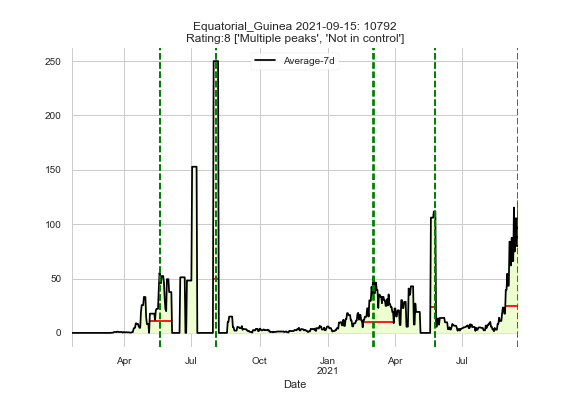 Equatorial_Guinea 2021-09-15: 10792
Rating:8 ['Multiple peaks', 'Not in control']
Average-7d
250
200
150
100
50
0
Apr
Jul
Oct
Jan
2021
Apr
Jul
Date